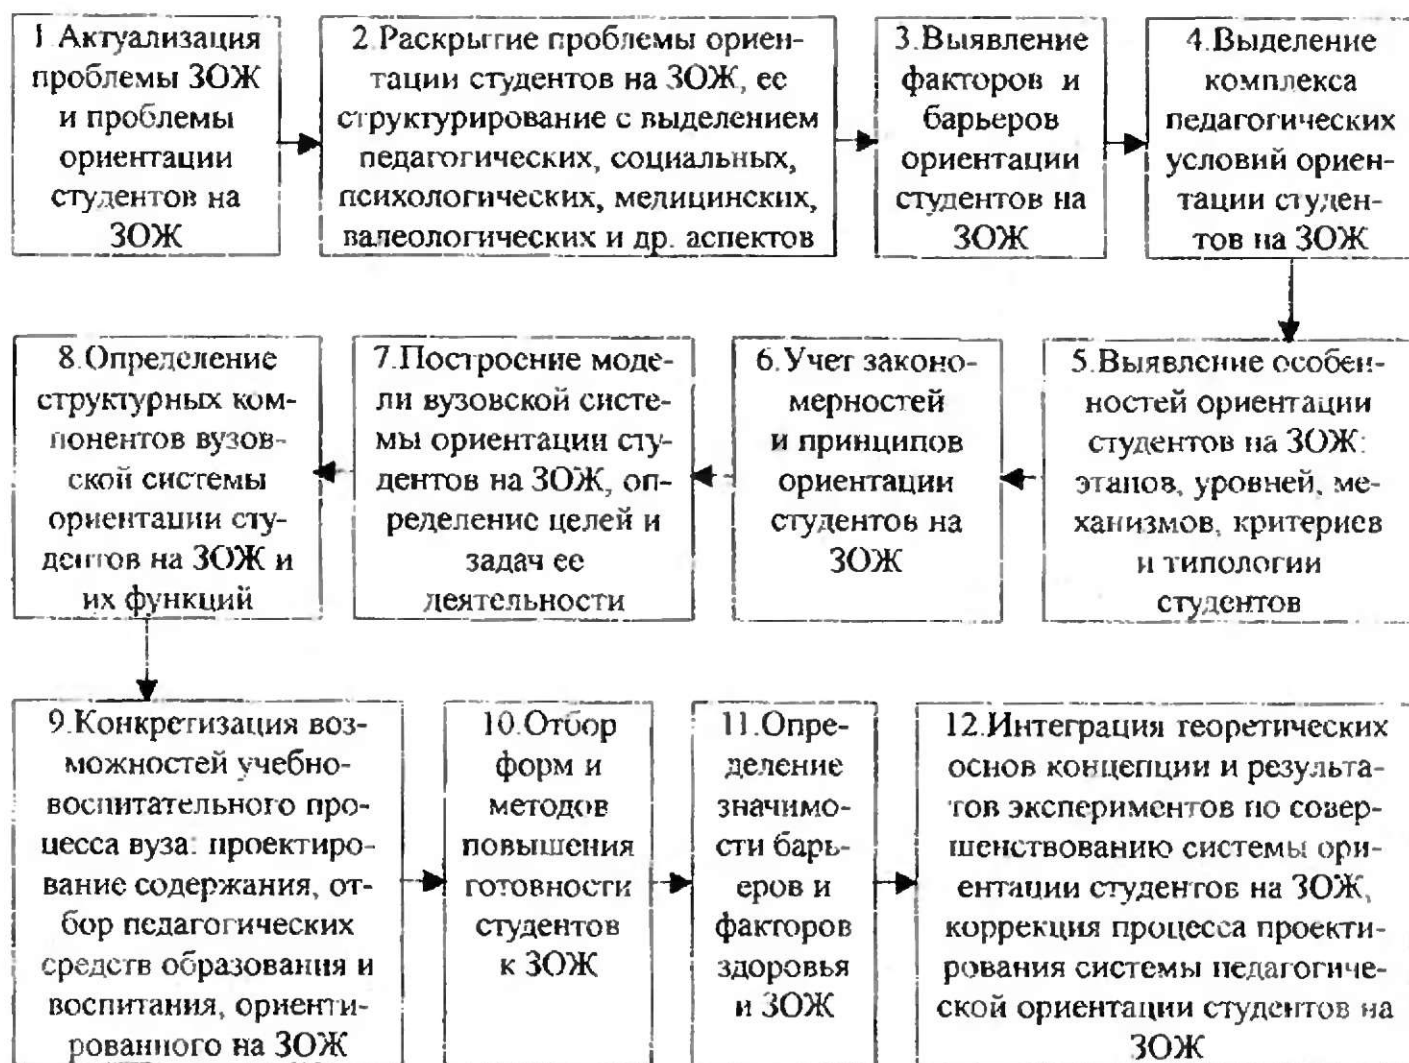 1.Актуализация
проблемы ЗОЖ
и проблемы
ориентации
студентов на
ЗОЖ
2.Раскрытие проблемы ориен-
тации студентов на ЗОЖ, ее
структурирование с выделением
педагогических, социальных,
психологических, медицинских,
валеологических и др. аспектов
3.Выявление
факторов и
барьеров
ориентации
студентов на
ЗОЖ
4.Выделение
комплекса
педагогических
условий ориен-
тации студен-
тов на ЗОЖ
5.Выявление особен-
ностей ориентации
студентов на ЗОЖ:
этапов, уровней, ме-
ханизмов, критериев
и типологии
студентов
6.Учет законо-
мерностей
и принципов
ориентации
студентов на
ЗОЖ
7.Построение моде-
ли вузовской систе-
мы ориентации сту-
дентов на ЗОЖ, оп-
ределение целей и
задач ее
деятельности
8.Определение
структурных ком-
понентов вузов-
ской системы
ориентации сту-
дентов на ЗОЖ и
их функций
9.Конкретизация воз-
можностей учебно-
воспитательного про-
цесса вуза: проектиро-
вание содержания, от-
бор педагогических
средств образования и
воспитания, ориенти-
рованного на ЗОЖ
10.Отбор
форм и
методов
повышения
готовности
студентов
к ЗОЖ
11.Опре-
деление
значимо-
сти барь-
еров и
факторов
здоровья
и ЗОЖ
12.Интеграция теоретических
основ концепции и результа-
тов экспериментов по совер-
шенствованию системы ори-
ентации студентов на ЗОЖ,
коррекция процесса проекти-
рования системы педагогиче-
ской ориентации студентов на
ЗОЖ